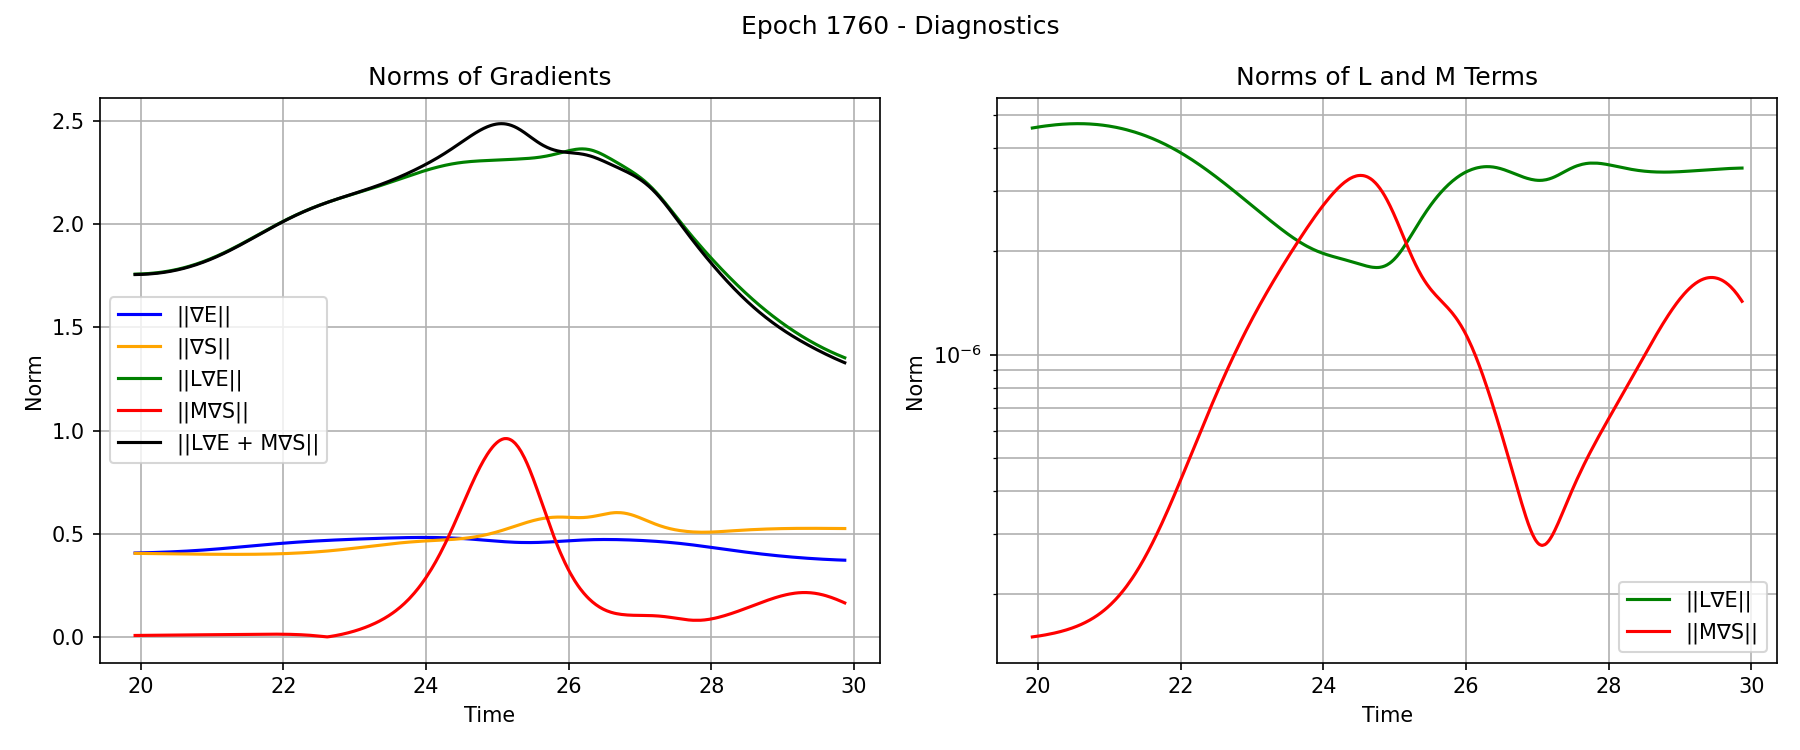 Epoch 1760 - Diagnostics
Norms of Gradients
Norm
2.5
2.0
1.5
1.0
0.5
0.0
||∇E||
||∇S||
||L∇E||
||M∇S||
||L∇E + M∇S||
20 22 24 26 28 30
Time
Norms of L and M Terms
Norm
10⁻⁶
||L∇E||
||M∇S||
20 22 24 26 28 30
Time